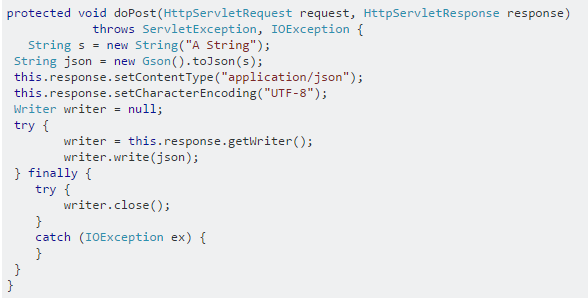 protected void doPost(HttpServletRequest request, HttpServletResponse response)
            throws ServletException, IOException {
   String s = new String("A String");
 String json = new Gson().toJson(s);
 this.response.setContentType("application/json");
 this.response.setCharacterEncoding("UTF-8");
 Writer writer = null;
 try {
        writer = this.response.getWriter();
        writer.write(json);
 } finally {
    try {
        writer.close();
    }
    catch (IOException ex) {
    }
 }
}